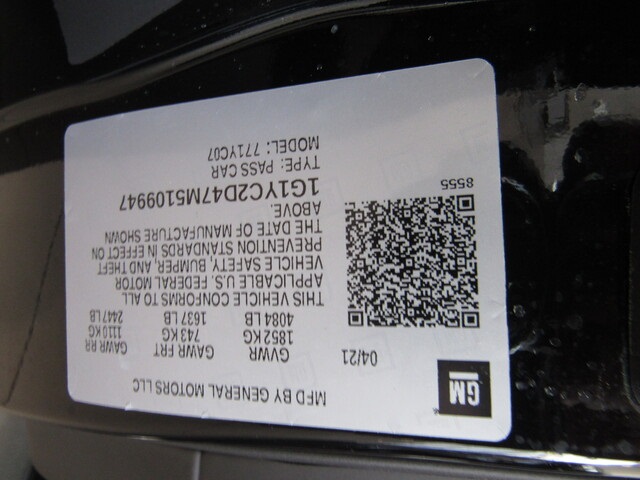 GM
MFD BY GENERAL MOTORS LLC
04/21
GVWR GAWR FRT GAWR RR
1852 KG 743 KG 1110 KG
4084 LB 1637 LB 2447 LB
THIS VEHICLE CONFORMS TO ALL
APPLICABLE U.S. FEDERAL MOTOR
VEHICLE SAFETY, BUMPER, AND THEFT
PREVENTION STANDARDS IN EFFECT ON
THE DATE OF MANUFACTURE SHOWN
ABOVE.
1G1YC2D47M5109947
TYPE: PASS CAR
MODEL: 771YC07
8555